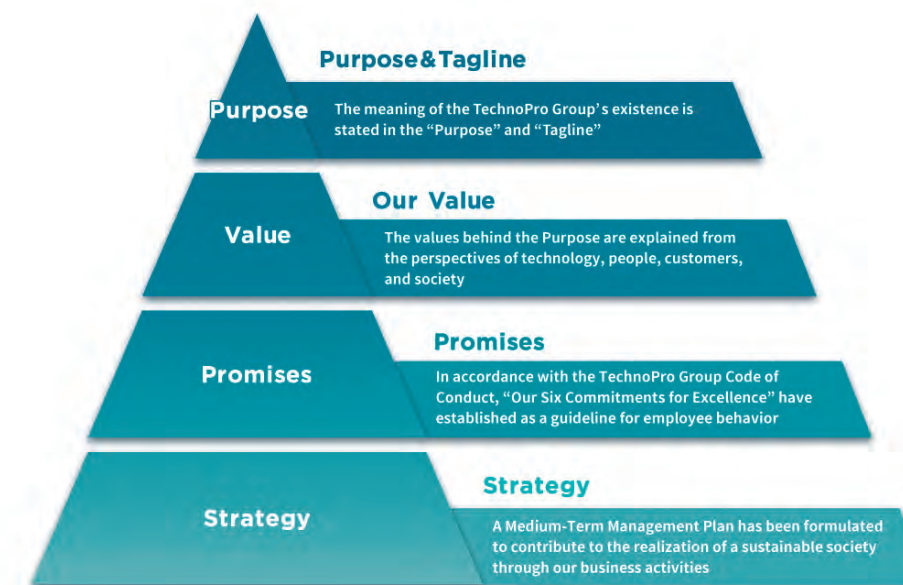 Purpose&Tagline
Purpose
The meaning of the TechnoPro Group's existence is
stated in the “Purpose” and “Tagline”
Our Value
Value
The values behind the Purpose are explained from
the perspectives of technology, people, customers,
and society
Promises
Promises
In accordance with the TechnoPro Group Code of
Conduct, “Our Six Commitments for Excellence” have
established as a guideline for employee behavior
Strategy
Strategy
A Medium-Term Management Plan has been formulated
to contribute to the realization of a sustainable society
through our business activities